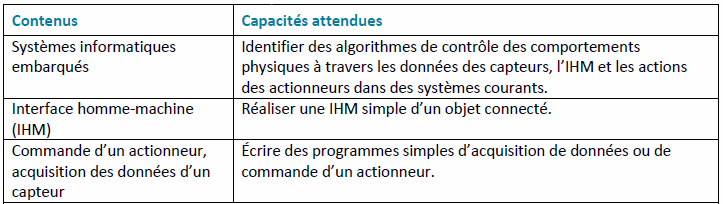 Contenus
Capacités attendues
Systèmes informatiques
embarqués
Identifier des algorithmes de contrôle des comportements
physiques à travers les données des capteurs, l’IHM et les actions
des actionneurs dans des systèmes courants.
Interface homme-machine
(IHM)
Réaliser une IHM simple d’un objet connecté.
Commande d’un actionneur,
acquisition des données d’un
capteur
Écrire des programmes simples d’acquisition de données ou de
commande d’un actionneur.